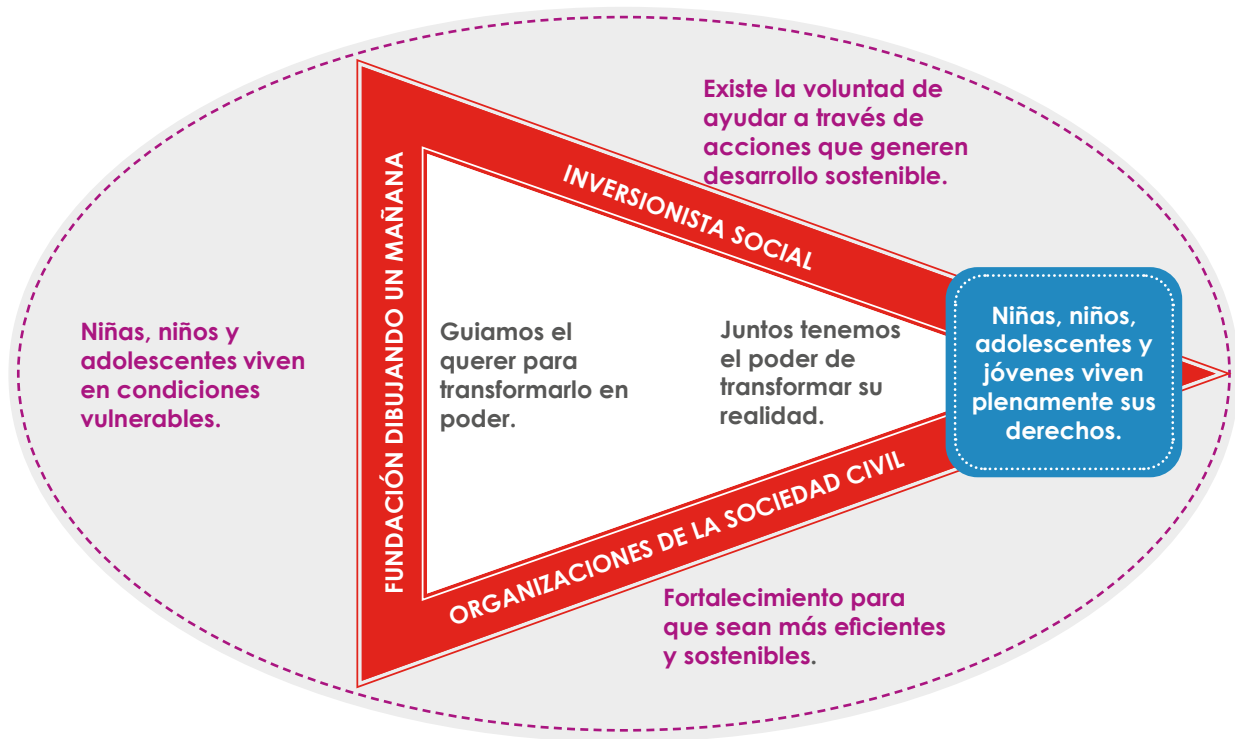 Existe la voluntad de
ayudar a través de
acciones que generen
desarrollo sostenible.
INVERSIONISTA SOCIAL
FUNDACIÓN DIBUJANDO UN MAÑANA
Niñas, niños y
adolescentes viven
en condiciones
vulnerables.
Guiamos el
querer para
transformarlo en
poder.
Juntos tenemos
el poder de
transformar su
realidad.
Niñas, niños,
adolescentes y
jóvenes viven
plenamente sus
derechos.
ORGANIZACIONES DE LA SOCIEDAD CIVIL
Fortalecimiento para
que sean más eficientes
y sostenibles.